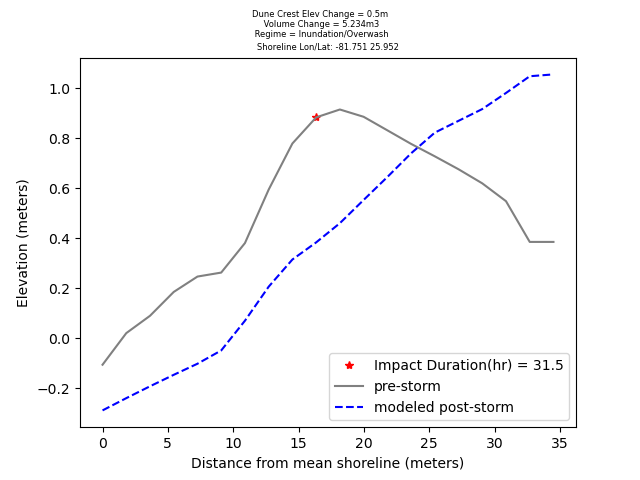 Dune Crest Elev Change = 0.5m
Volume Change = 5.234m3
Regime = Inundation/Overwash
Shoreline Lon/Lat: -81.751 25.952
1.0
0.8
0.6
0.4
0.2
0.0
−0.2
Elevation (meters)
Impact Duration(hr) = 31.5
pre-storm
modeled post-storm
0 5 10 15 20 25 30 35
Distance from mean shoreline (meters)